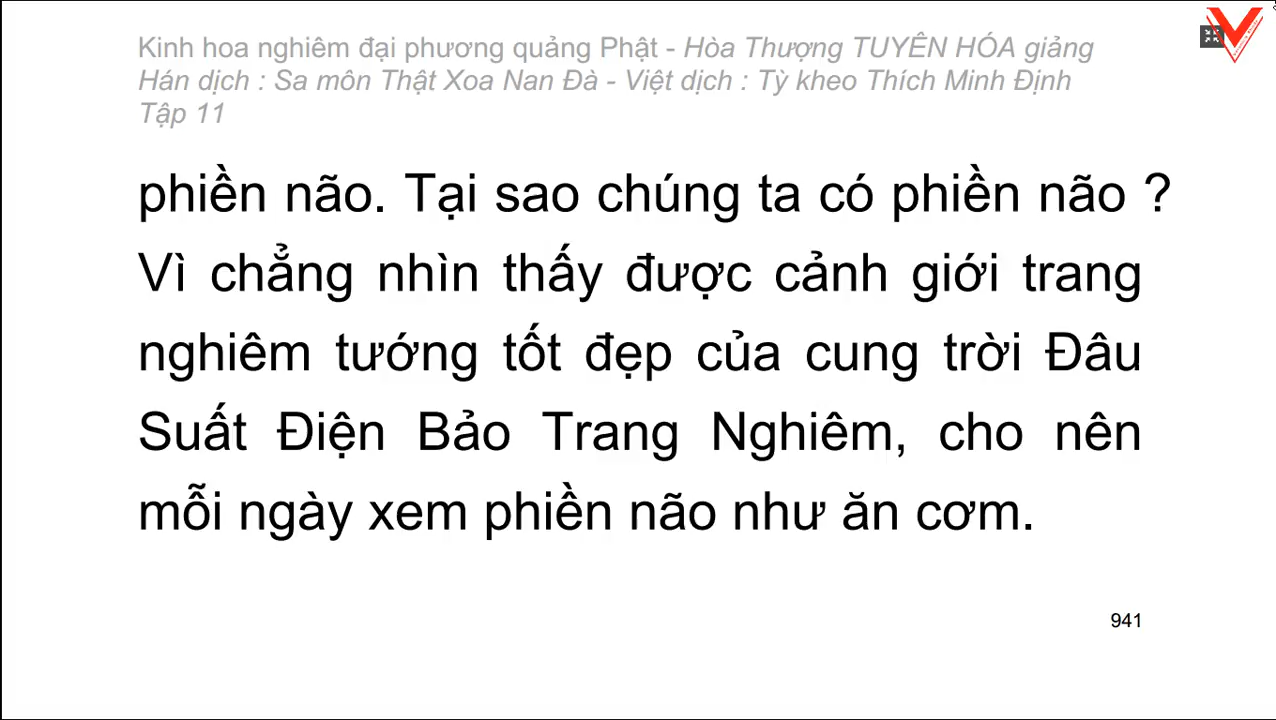 Kinh hoa nghiêm đại phương quảng Phật - Hòa Thượng TUYÊN HÓA giảng
Hán dịch : Sa môn Thật Xoa Nan Đà - Việt dịch : Tỳ kheo Thích Minh Định
Tập 11
phiền não. Tại sao chúng ta có phiền não ?
Vì chẳng nhìn thấy được cảnh giới trang
nghiêm tướng tốt đẹp của cung trời Đâu
Suất Điện Bảo Trang Nghiêm, cho nên
mỗi ngày xem phiền não như ăn cơm.
941